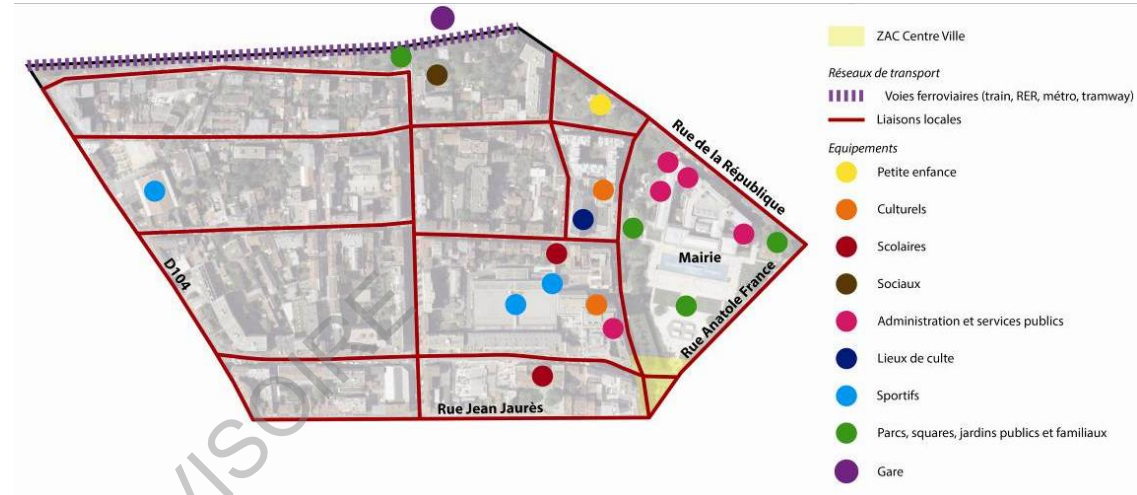 Rue de la République
Mairie
Rue Anatole France
D104
Rue Jean Jaurès
VISOIRE
ZAC Centre Ville
Réseaux de transport
Voies ferroviaires (train, RER, métro, tramway)
Liaisons locales
Equipements
Petite enfance
Culturels
Scolaires
Sociaux
Administration et services publics
Lieux de culte
Sportifs
Parcs, squares, jardins publics et familiaux
Gare